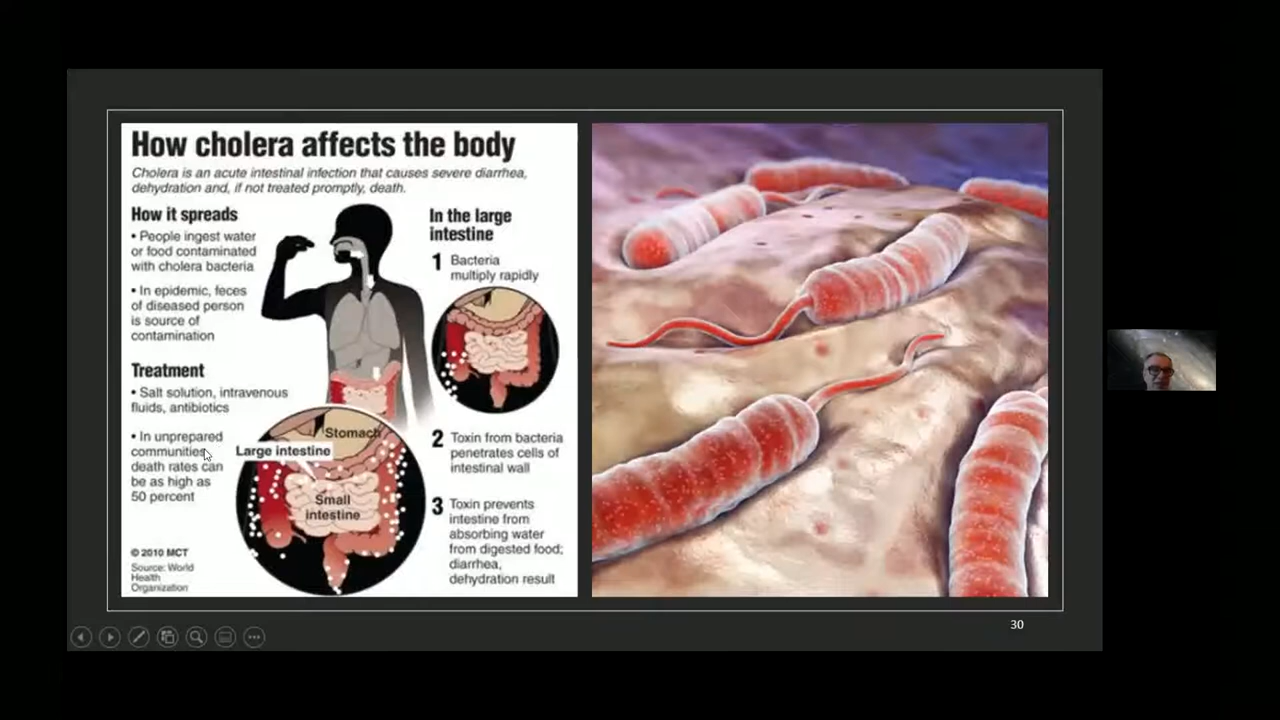 How cholera affects the body
Cholera is an acute intestinal infection that causes severe diarrhea,
dehydration and, if not treated promptly, death.
How it spreads
• People ingest water
or food contaminated
with cholera bacteria
• In epidemic, feces
of diseased person
is source of
contamination
Treatment
• Salt solution, intravenous
fluids, antibiotics
• In unprepared
communities,
death rates can
be as high as
50 percent
© 2010 MCT
Source: World
Health
Organization
Stomach
Large intestine
Small
intestine
In the large
intestine
1 Bacteria
multiply rapidly
2 Toxin from bacteria
penetrates cells of
intestinal wall
3 Toxin prevents
intestine from
absorbing water
from digested food;
diarrhea,
dehydration result
30